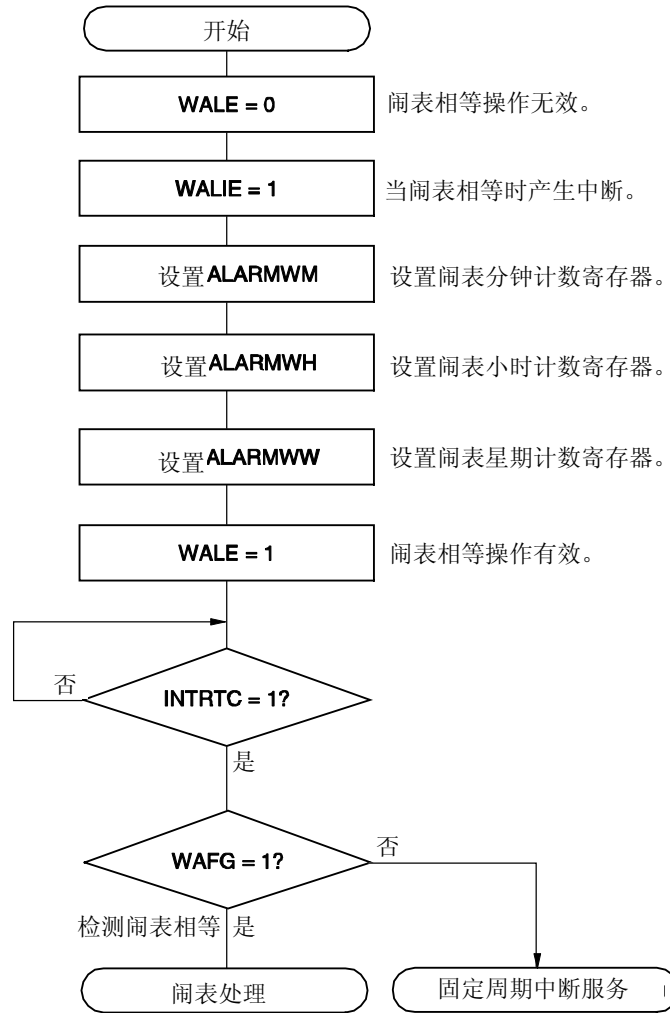 开始
WALE = 0
闹表相等操作无效。
WALIE = 1
当闹表相等时产生中断。
设置ALARMWM
设置闹表分钟计数寄存器。
设置ALARMWH
设置闹表小时计数寄存器。
设置ALARMWW
设置闹表星期计数寄存器。
WALE = 1
闹表相等操作有效。
否
INTRTC = 1?
是
WAFG = 1?
否
检测闹表相等 是
闹表处理
固定周期中断服务